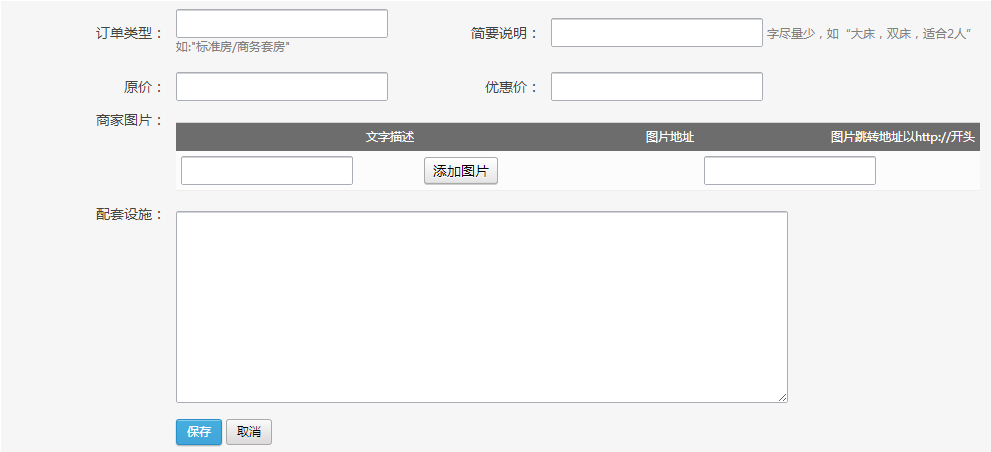 订单类型： 简要说明： 字尽量少，如“大床，双床，适合2人”
如:"标准房/商务套房"
原价： 优惠价：
商家图片：
文字描述 图片地址 图片跳转地址以http://开头
添加图片
配套设施：
保存 取消